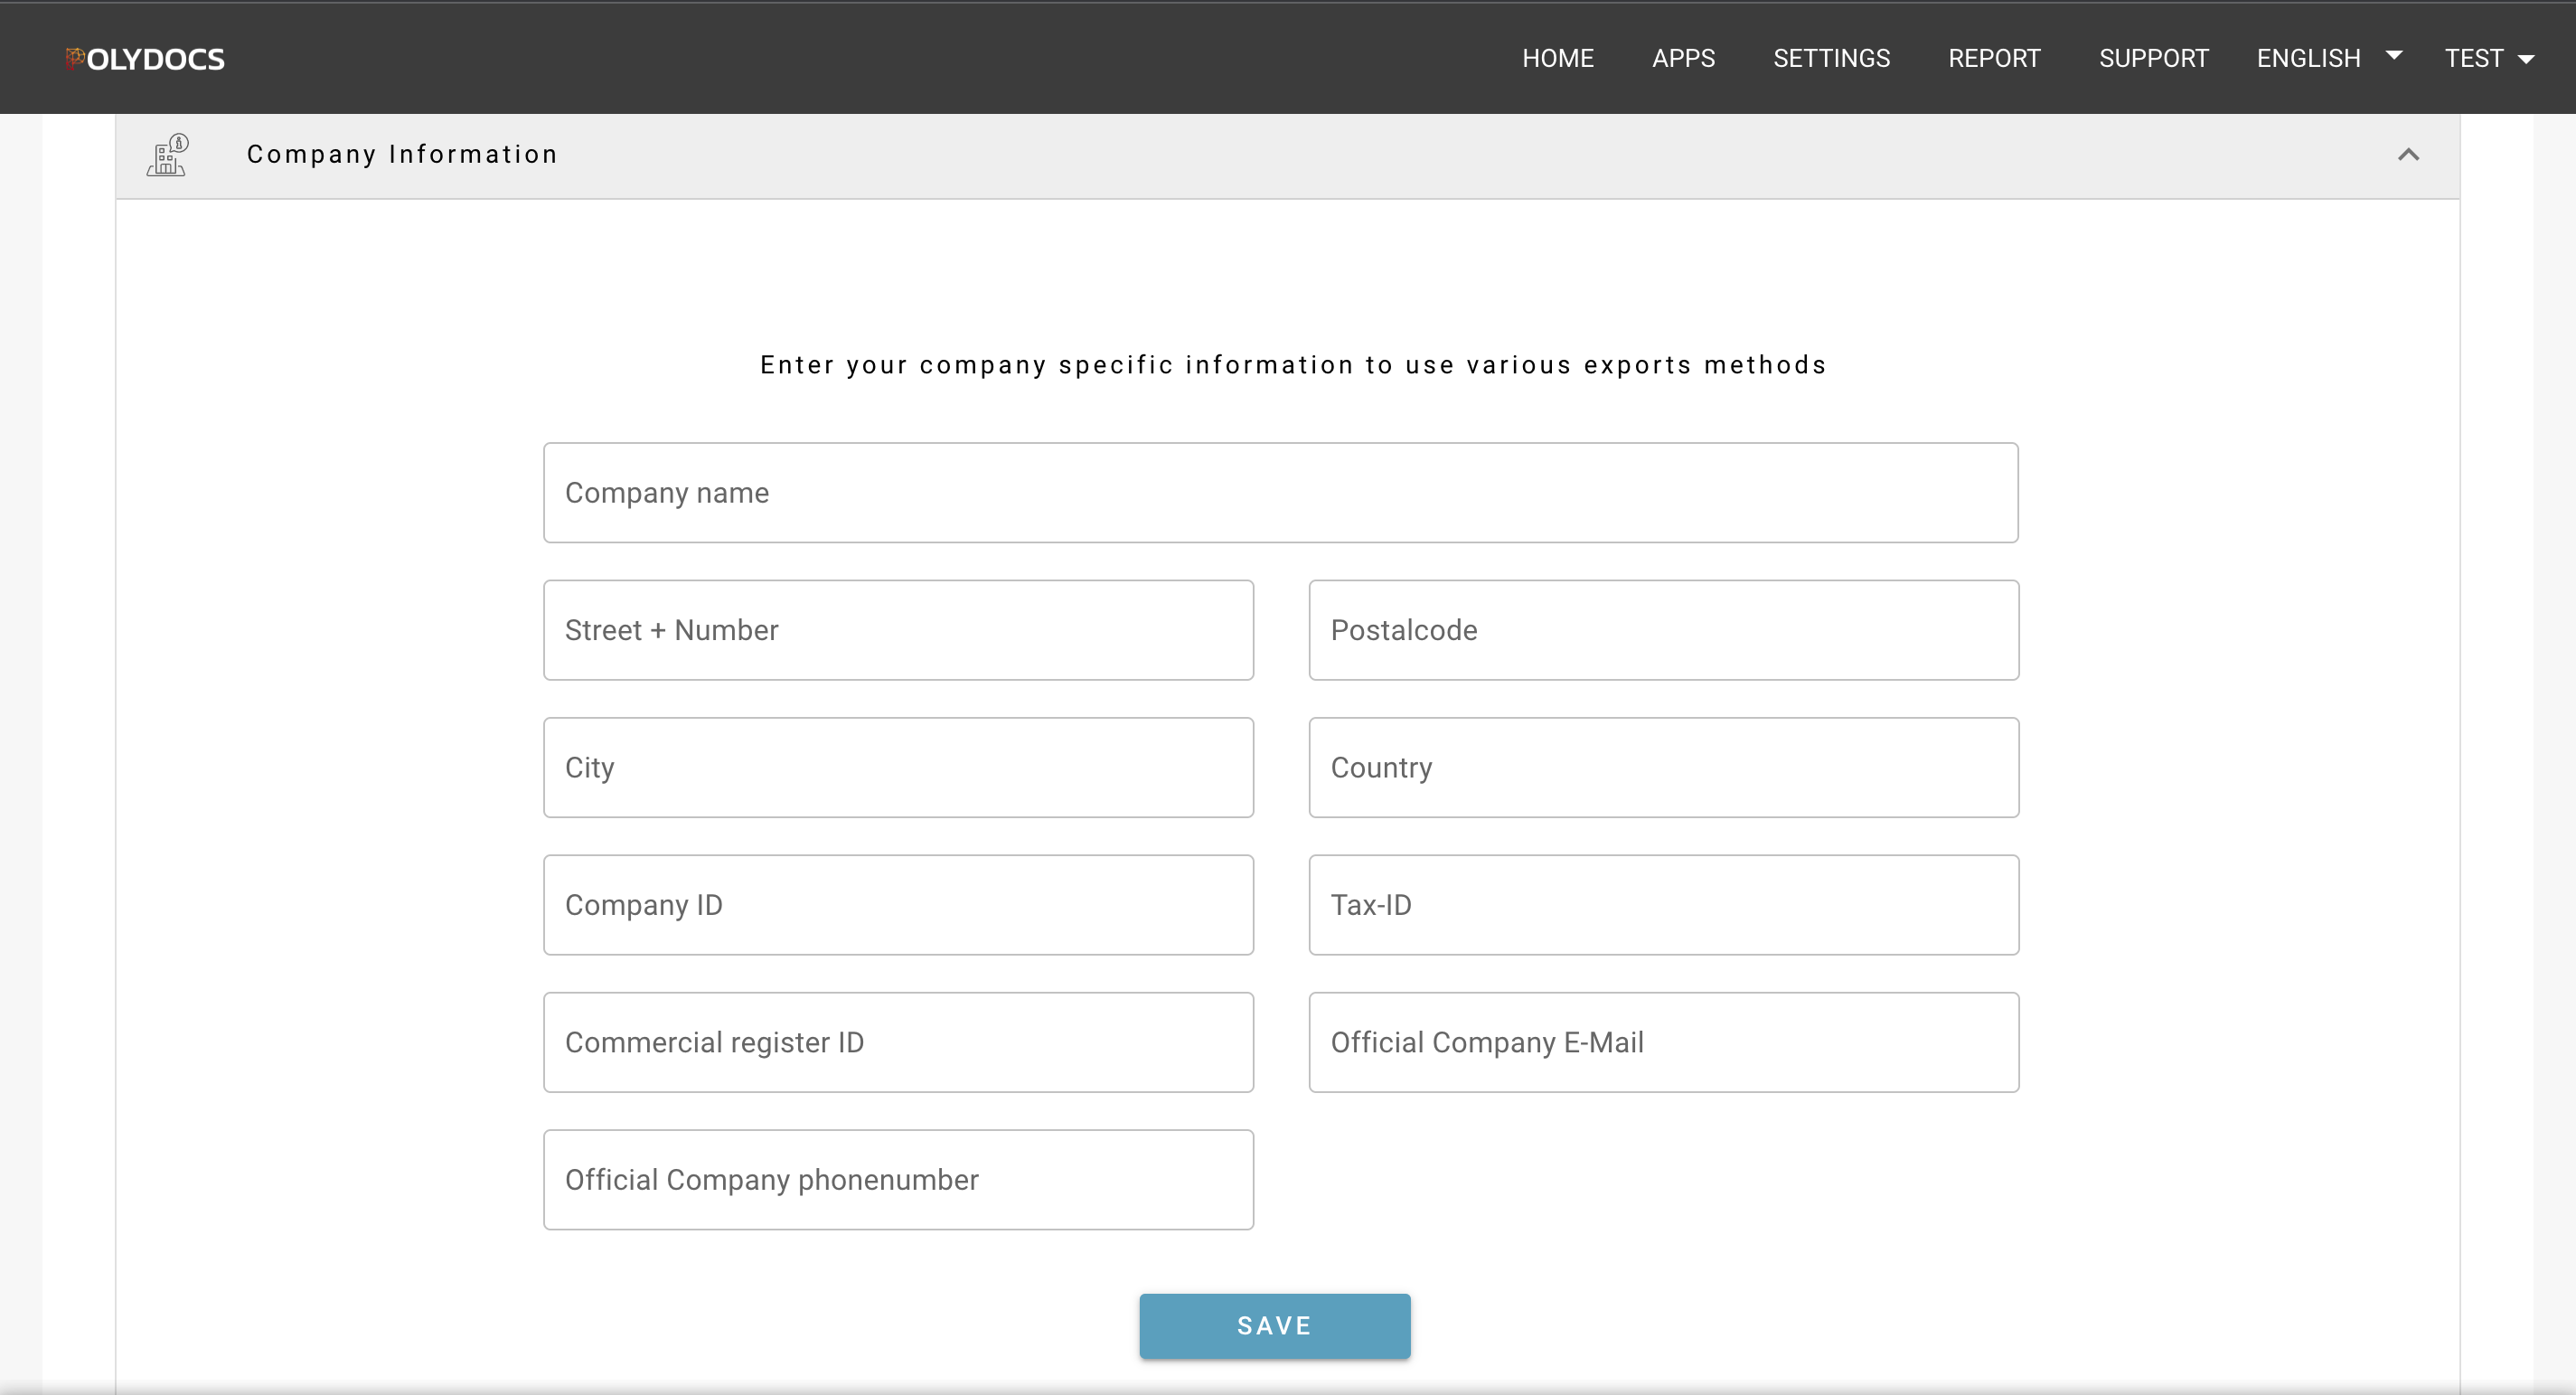 POLYDOCS
HOME APPS SETTINGS REPORT SUPPORT ENGLISH TEST
Company Information
Enter your company specific information to use various exports methods
Company name
Street + Number Postalcode
City Country
Company ID Tax-ID
Commercial register ID Official Company E-Mail
Official Company phonenumber
SAVE